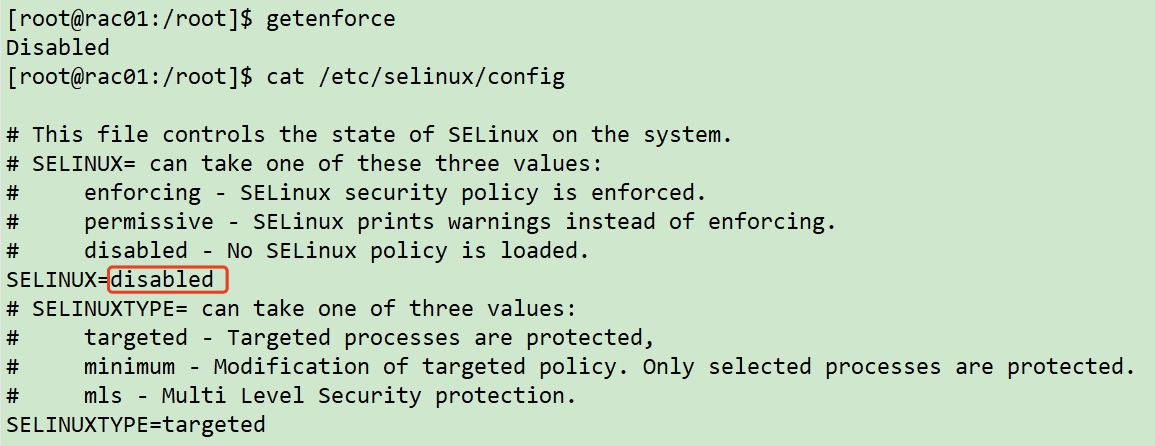 [root@rac01:/root]$ getenforce
Disabled
[root@rac01:/root]$ cat /etc/selinux/config

# This file controls the state of SELinux on the system.
# SELINUX= can take one of these three values:
#     enforcing - SELinux security policy is enforced.
#     permissive - SELinux prints warnings instead of enforcing.
#     disabled - No SELinux policy is loaded.
SELINUX=disabled
# SELINUXTYPE= can take one of three values:
#     targeted - Targeted processes are protected,
#     minimum - Modification of targeted policy. Only selected processes are protected.
#     mls - Multi Level Security protection.
SELINUXTYPE=targeted